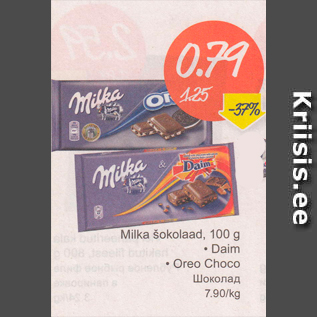 0.79
1.25
-37%
Milka
OR
Milka
&
Daim
Milka šokolaad, 100 g
• Daim
• Oreo Choco
Шоколад
7.90/kg
Kriisis.ee